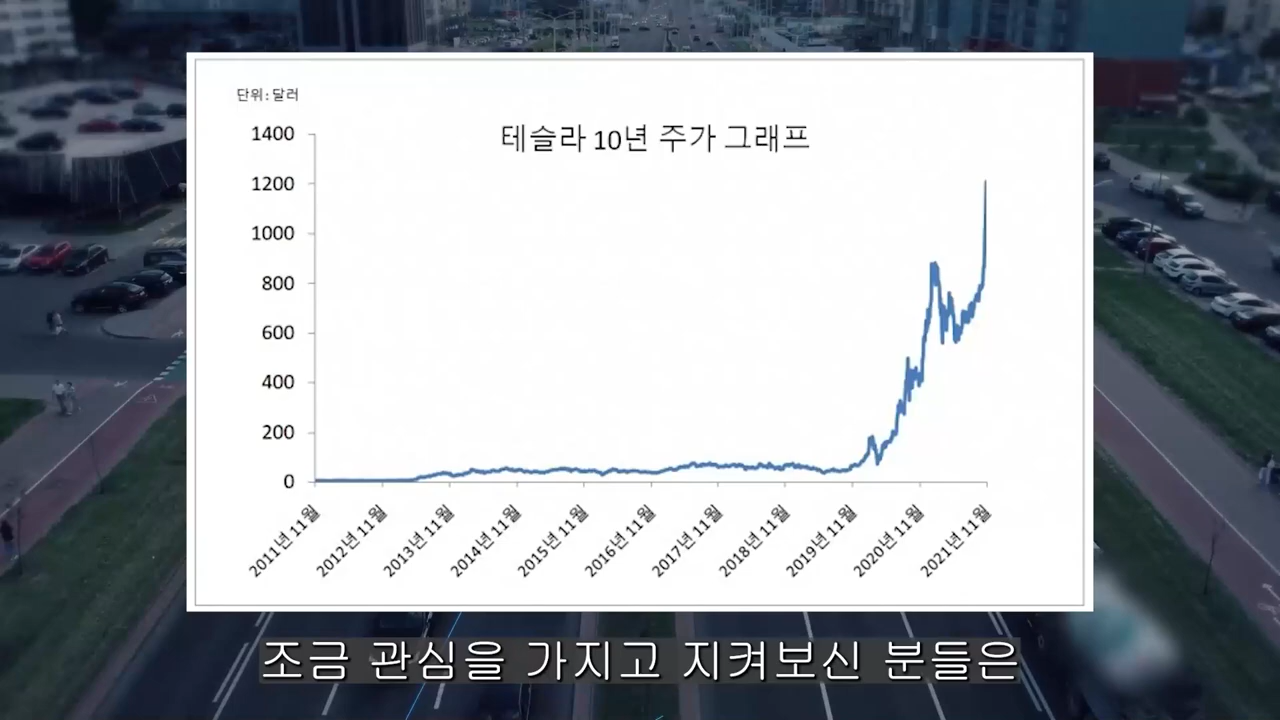 단위:달러
테슬라 10년 주가 그래프
1400
1200
1000
800
600
400
200
0
2011년 11월
2012년 11월
2013년 11월
2014년 11월
2015년 11월
2016년 11월
2017년 11월
2018년 11월
2019년 11월
2020년 11월
2021년 11월
조금 관심을 가지고 지켜보신 분들은